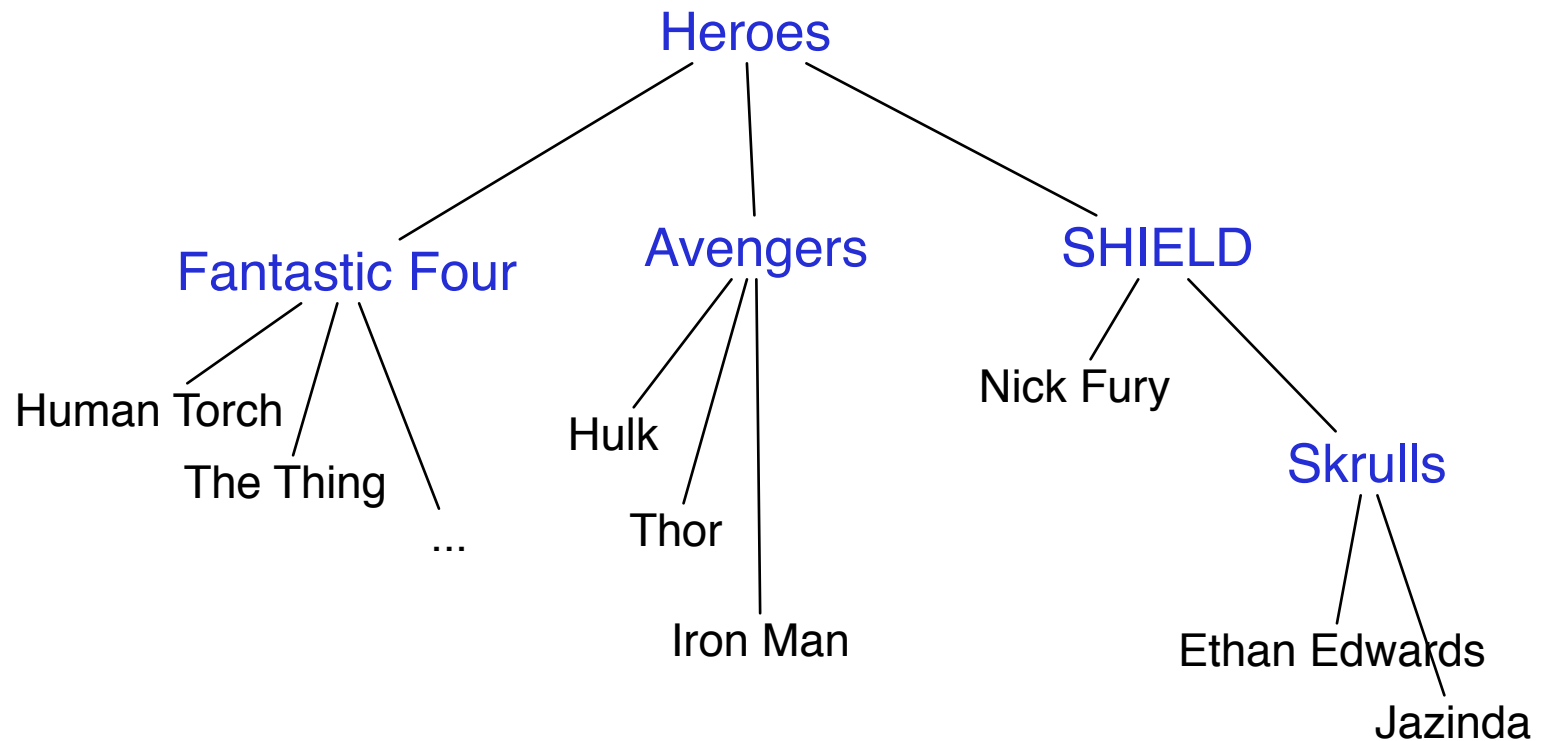 Heroes
Fantastic Four
Avengers
SHIELD
Human Torch
The Thing
...
Hulk
Thor
Iron Man
Nick Fury
Skrulls
Ethan Edwards
Jazinda